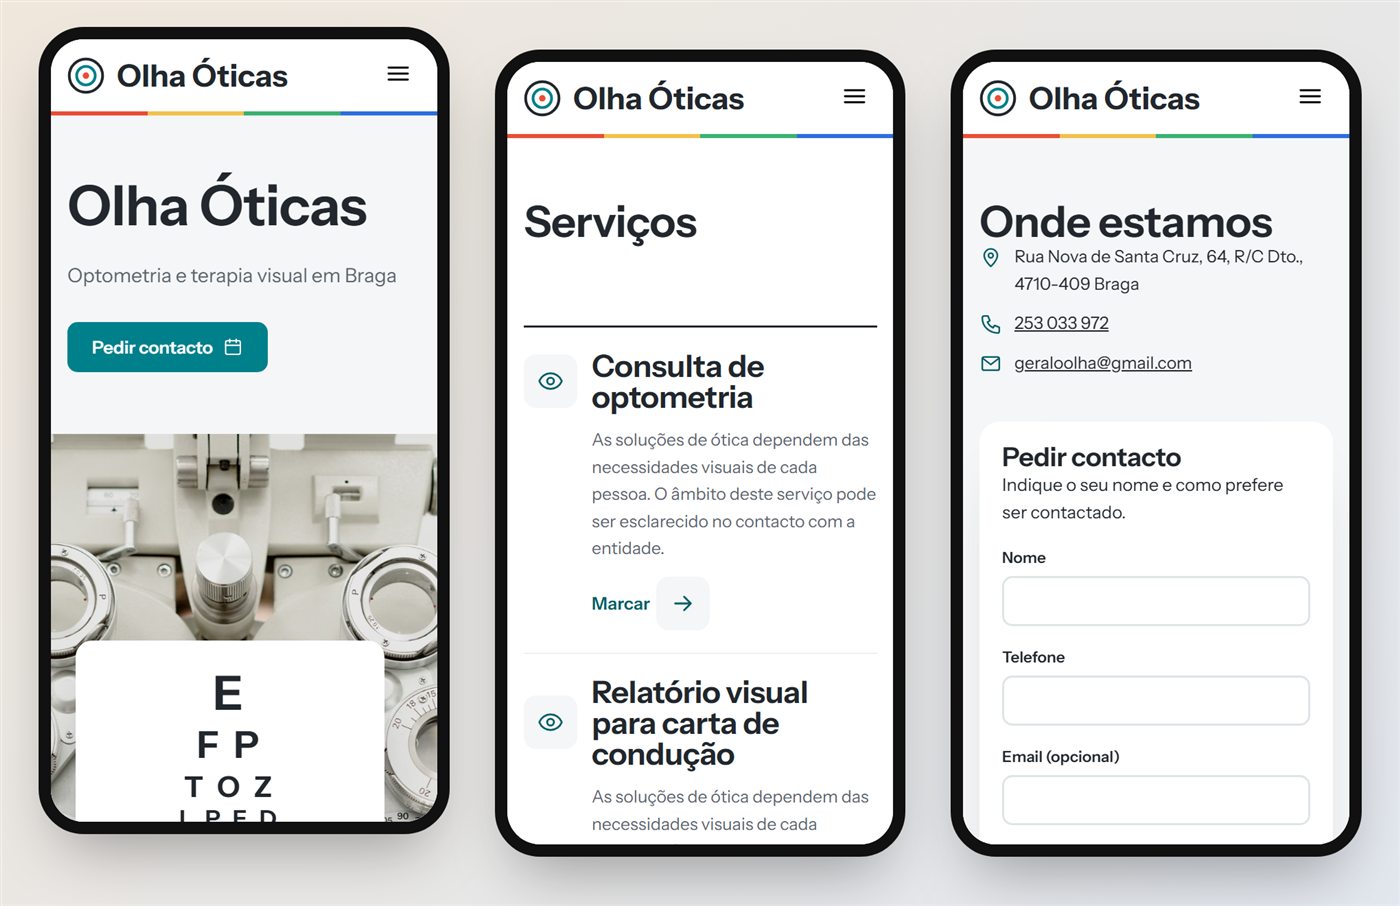 Olha Óticas
Olha Óticas
Optometria e terapia visual em Braga
Pedir contacto
E
F P
T O Z
L P E D
Olha Óticas
Serviços
Consulta de
optometria
As soluções de ótica dependem das
necessidades visuais de cada
pessoa. O âmbito deste serviço pode
ser esclarecido no contacto com a
entidade.
Marcar
Relatório visual
para carta de
condução
As soluções de ótica dependem das
necessidades visuais de cada
Olha Óticas
Onde estamos
Rua Nova de Santa Cruz, 64, R/C Dto.,
4710-409 Braga
253 033 972
geraloolha@gmail.com
Pedir contacto
Indique o seu nome e como prefere
ser contactado.
Nome
Telefone
Email (opcional)